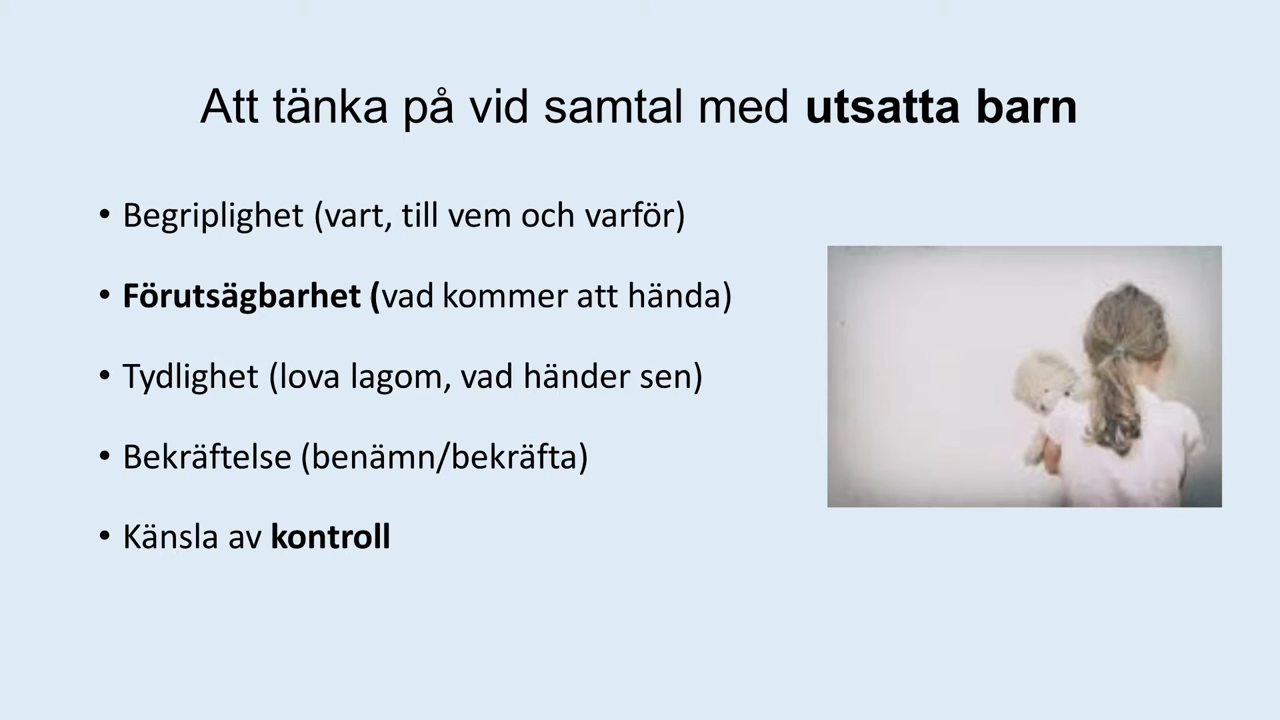 Att tänka på vid samtal med utsatta barn
• Begriplighet (vart, till vem och varför)
• Förutsägbarhet (vad kommer att hända)
• Tydlighet (lova lagom, vad händer sen)
• Bekräftelse (benämn/bekräfta)
• Känsla av kontroll